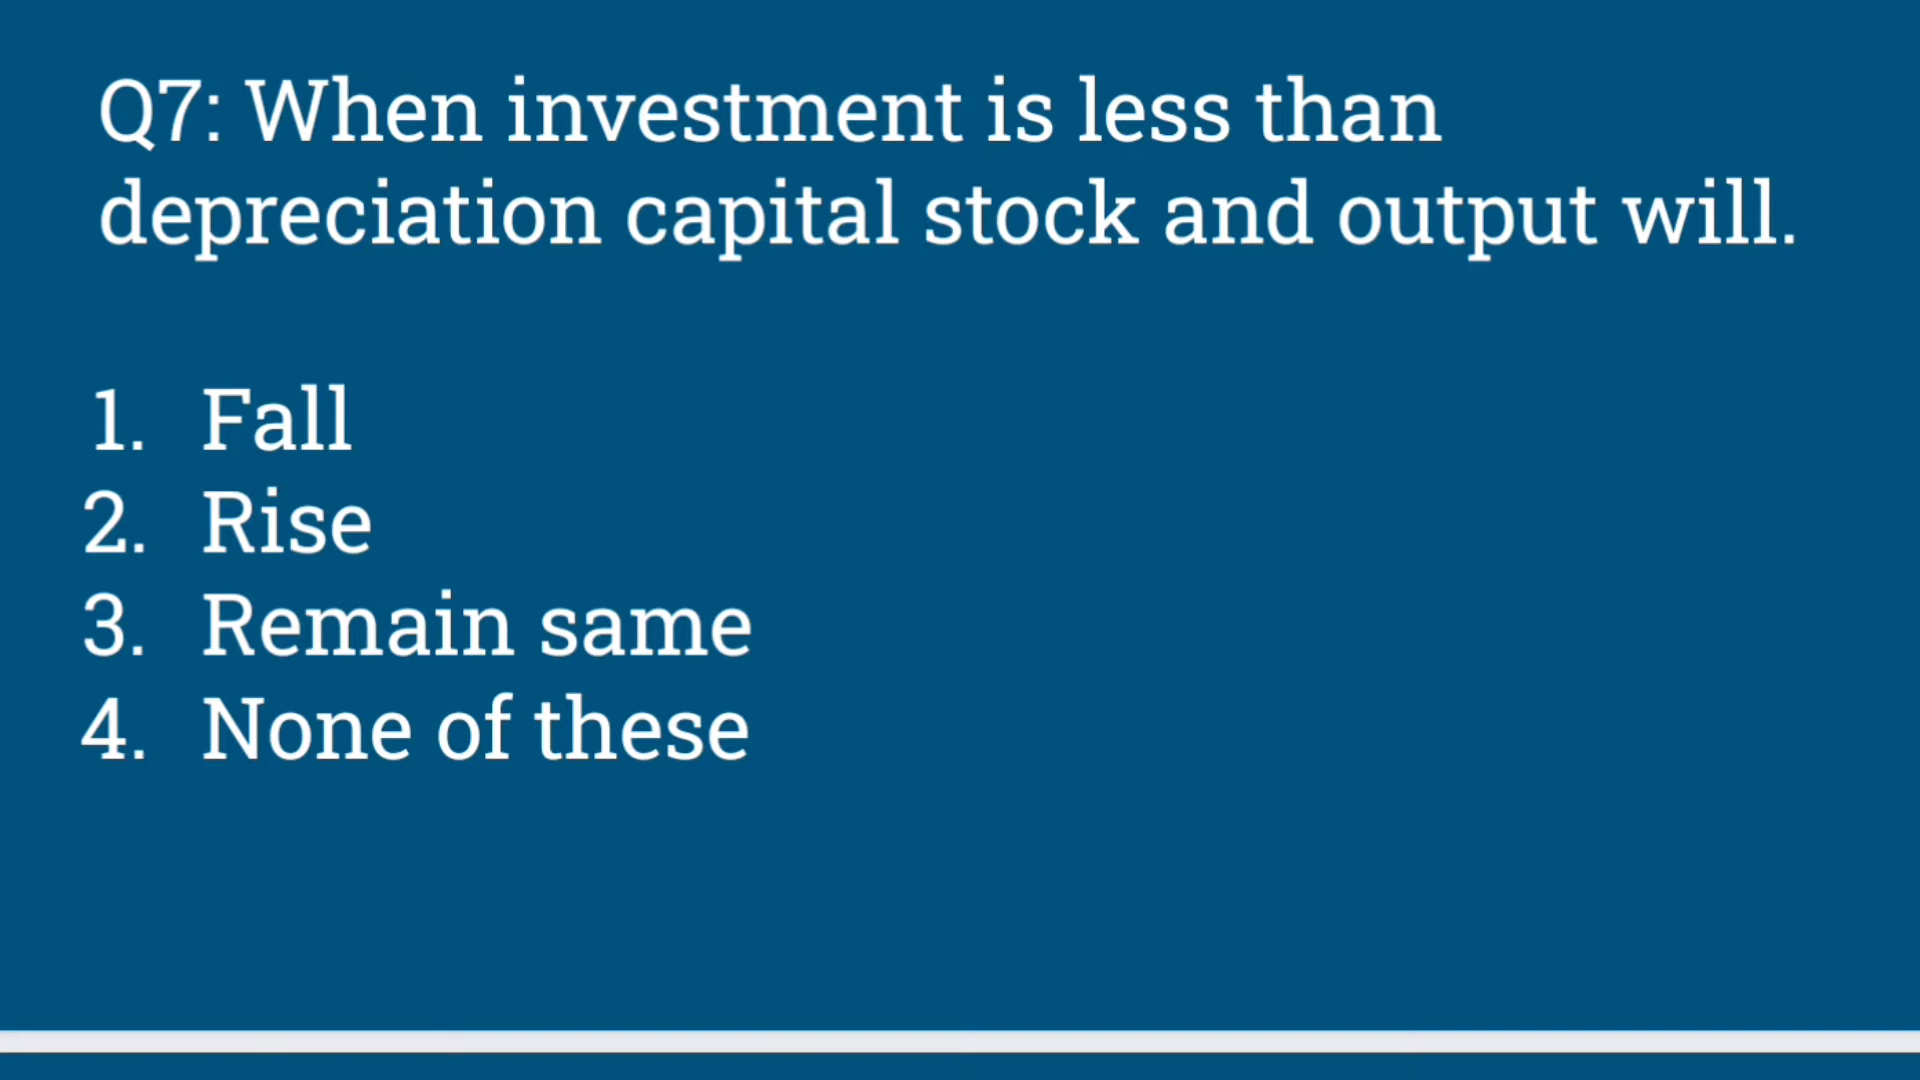 Q7: When investment is less than
depreciation capital stock and output will.
1. Fall
2. Rise
3. Remain same
4. None of these